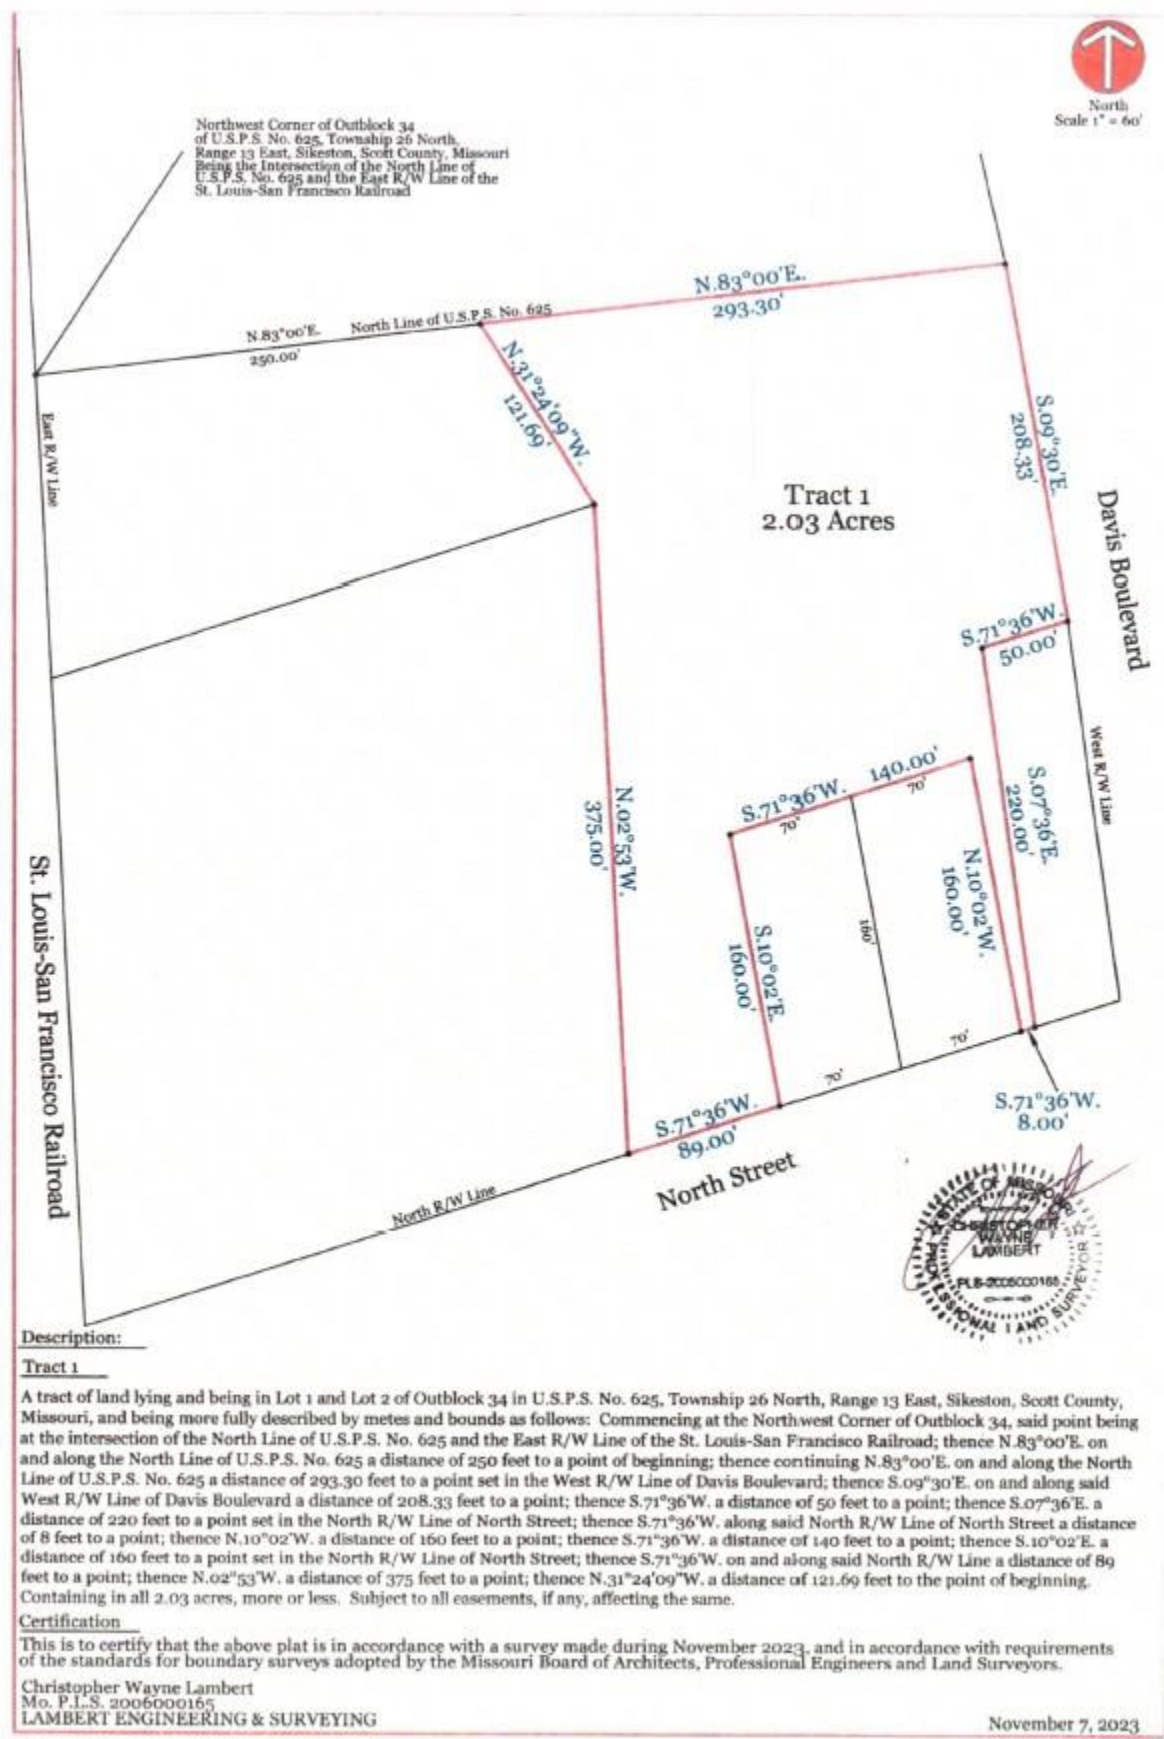 North
Scale 1" = 60'
Northwest Corner of Outblock 34
of U.S.P.S. No. 625, Township 26 North,
Range 13 East, Sikeston, Scott County, Missouri
Being the Intersection of the North Line of
U.S.P.S. No. 625 and the East R/W Line of the
St. Louis-San Francisco Railroad
N.83°00'E.
293.30'
N.83°00'E.
North Line of U.S.P.S. No. 625
250.00'
N.31°24'09"W.
121.69'
East R/W Line
S.09°30'E.
208.33'
Tract 1
2.03 Acres
Davis Boulevard
S.71°36'W.
50.00'
West R/W Line
S.71°36'W.
140.00'
70'
70'
N.02°53'W.
375.00'
S.07°36'E.
220.00'
N.10°02'W.
160.00'
160'
S.10°02'E.
160.00'
St. Louis-San Francisco Railroad
70'
70'
S.71°36'W.
8.00'
S.71°36'W.
89.00'
North Street
North R/W Line
STATE OF MISSOURI
CHRISTOPHER
WAYNE
LAMBERT
SURVEYOR
Description:
Tract 1
A tract of land lying and being in Lot 1 and Lot 2 of Outblock 34 in U.S.P.S. No. 625, Township 26 North, Range 13 East, Sikeston, Scott County,
Missouri, and being more fully described by metes and bounds as follows: Commencing at the Northwest Corner of Outblock 34, said point being
at the intersection of the North Line of U.S.P.S. No. 625 and the East R/W Line of the St. Louis-San Francisco Railroad; thence N.83°00'E. on
and along the North Line of U.S.P.S. No. 625 a distance of 250 feet to a point of beginning; thence continuing N.83°00'E. on and along the North
Line of U.S.P.S. No. 625 a distance of 293.30 feet to a point set in the West R/W Line of Davis Boulevard; thence S.09°30'E. on and along said
West R/W Line of Davis Boulevard a distance of 208.33 feet to a point; thence S.71°36'W. a distance of 50 feet to a point; thence S.07°36'E. a
distance of 220 feet to a point set in the North R/W Line of North Street; thence S.71°36'W. along said North R/W Line of North Street a distance
of 8 feet to a point; thence N.10°02'W. a distance of 160 feet to a point; thence S.71°36'W. a distance of 140 feet to a point; thence S.10°02'E. a
distance of 160 feet to a point set in the North R/W Line of North Street; thence S.71°36'W. on and along said North R/W Line a distance of 89
feet to a point; thence N.02°53'W. a distance of 375 feet to a point; thence N.31°24'09"W. a distance of 121.69 feet to the point of beginning.
Containing in all 2.03 acres, more or less. Subject to all easements, if any, affecting the same.
Certification
This is to certify that the above plat is in accordance with a survey made during November 2023, and in accordance with requirements
of the standards for boundary surveys adopted by the Missouri Board of Architects, Professional Engineers and Land Surveyors.
Christopher Wayne Lambert
Mo. P.L.S. 2006000165
LAMBERT ENGINEERING & SURVEYING
November 7, 2023